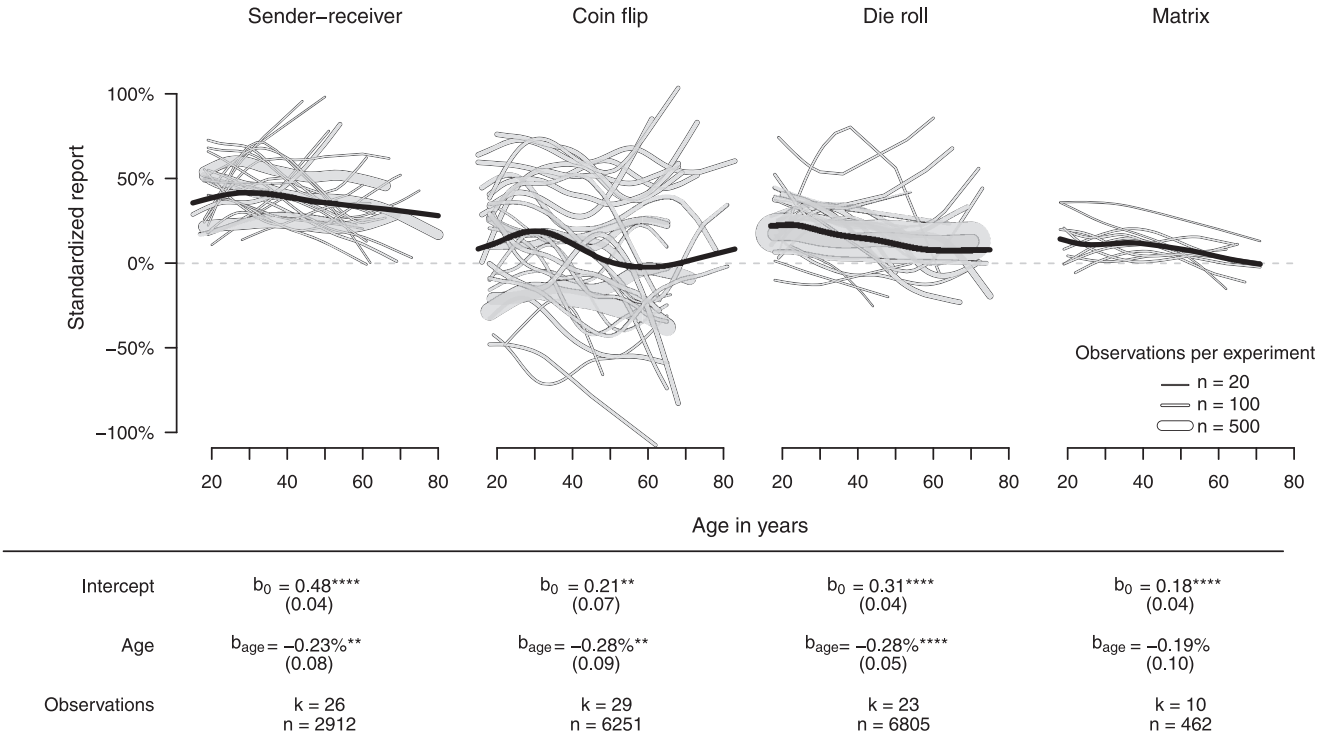 Sender–receiver Coin flip Die roll Matrix
100%
50%
0%
−50%
−100%
Standardized report
Observations per experiment
n = 20
n = 100
n = 500
20 40 60 80 20 40 60 80 20 40 60 80 20 40 60 80
Age in years
Intercept b0 = 0.48**** b0 = 0.21** b0 = 0.31**** b0 = 0.18****
(0.04) (0.07) (0.04) (0.04)
Age bage= −0.23%** bage= −0.28%** bage= −0.28%**** bage= −0.19%
(0.08) (0.09) (0.05) (0.10)
Observations k = 26 k = 29 k = 23 k = 10
n = 2912 n = 6251 n = 6805 n = 462